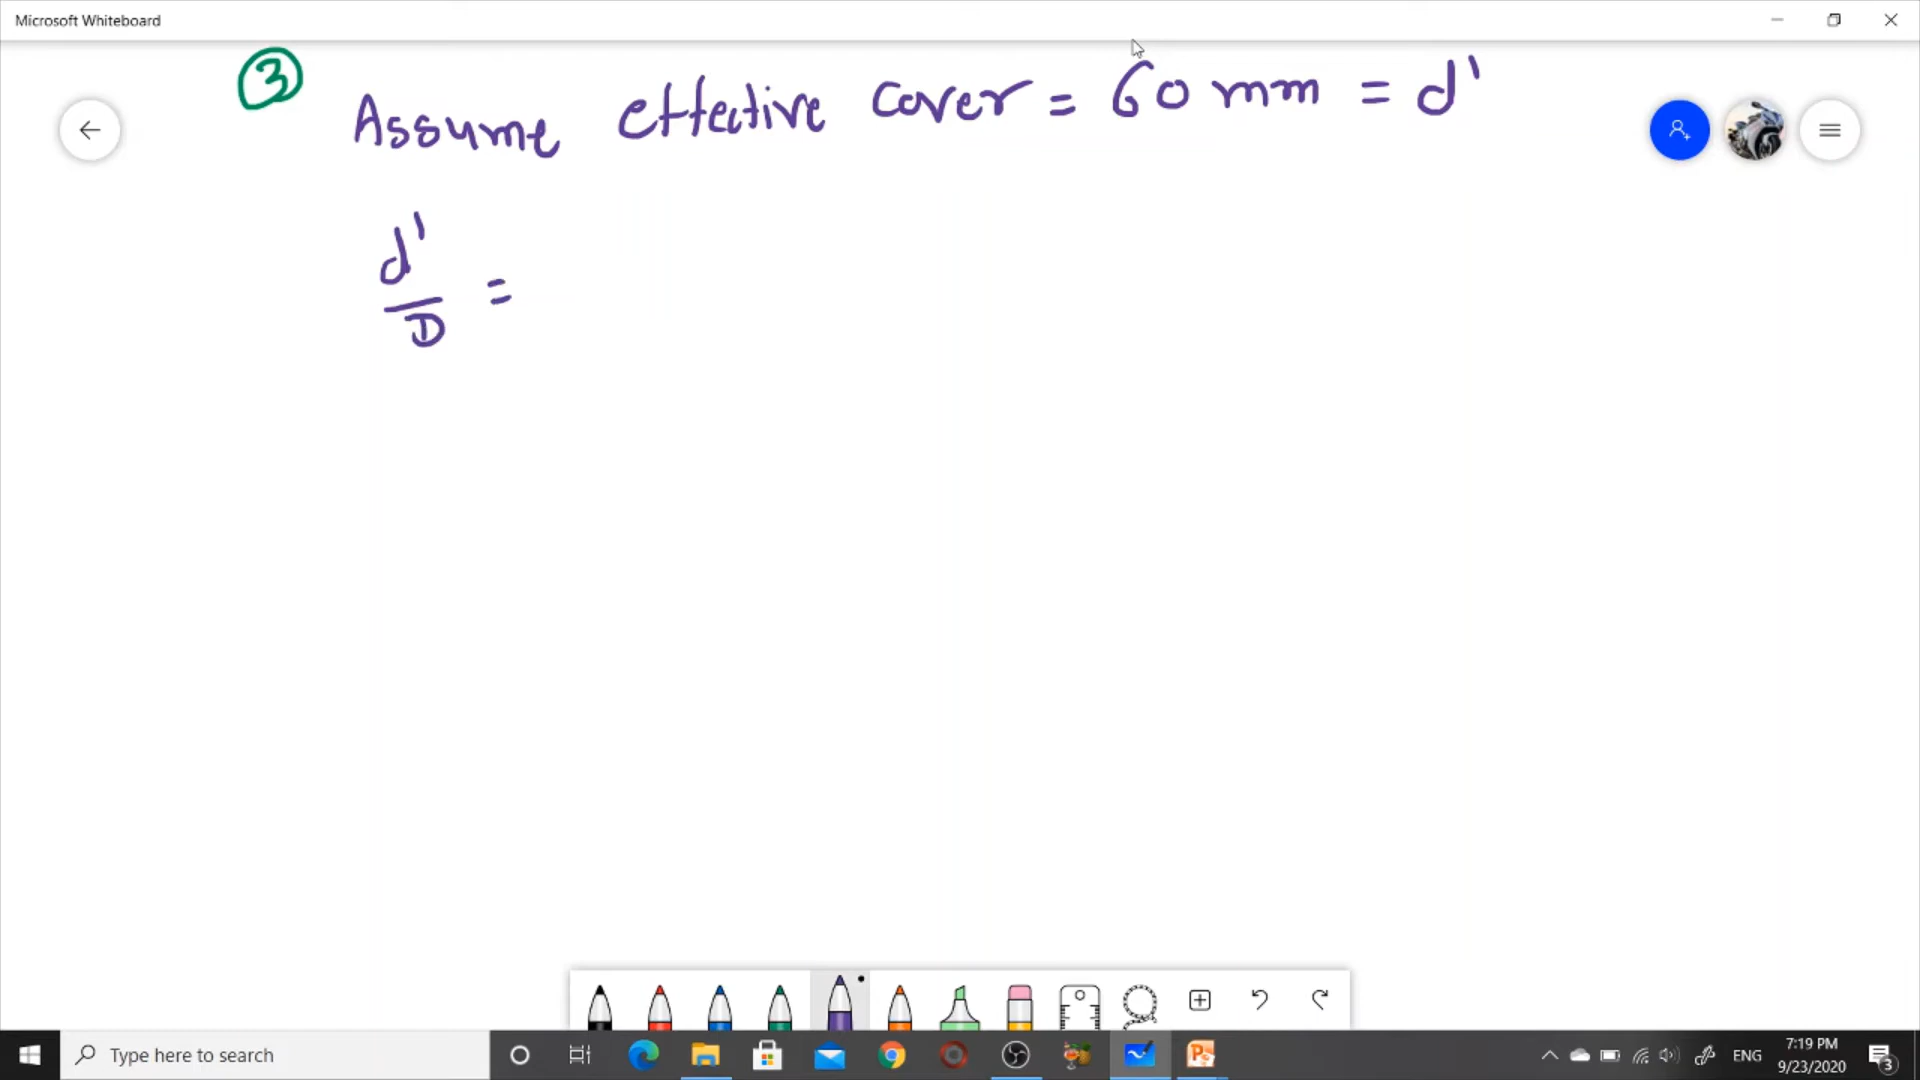 Microsoft Whiteboard
③ Assume effective cover = 60 mm = d'
d'/D =
Type here to search
ENG
7:19 PM
9/23/2020
3